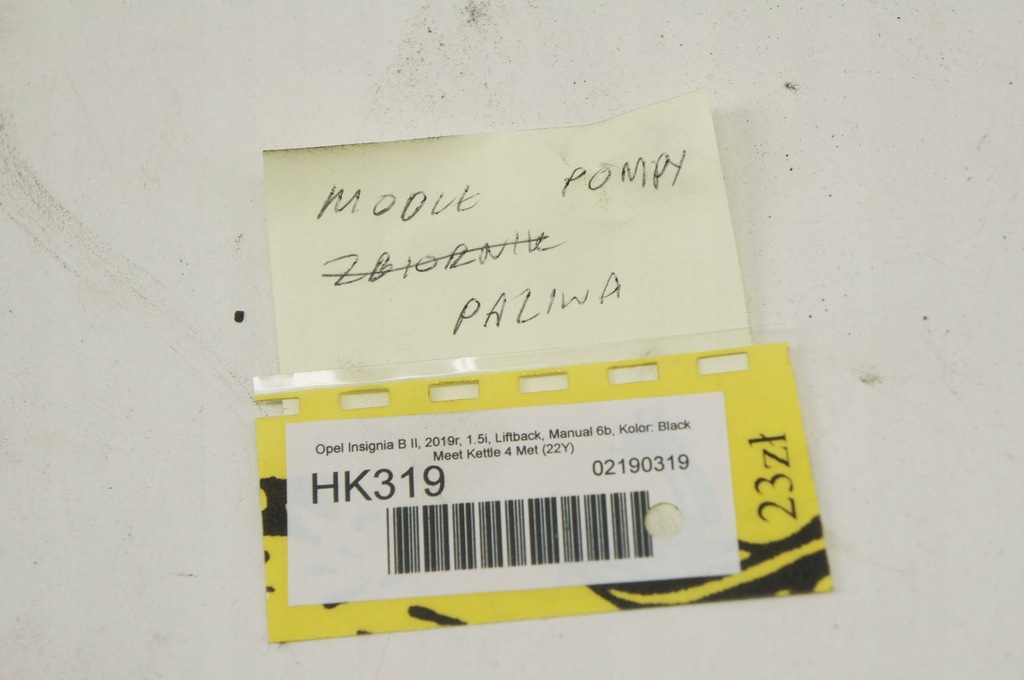 MODUŁ POMPY
ZBIORNIK
PALIWA
Opel Insignia B II, 2019r, 1.5i, Liftback, Manual 6b, Kolor: Black
Meet Kettle 4 Met (22Y)
HK319 02190319
23zł